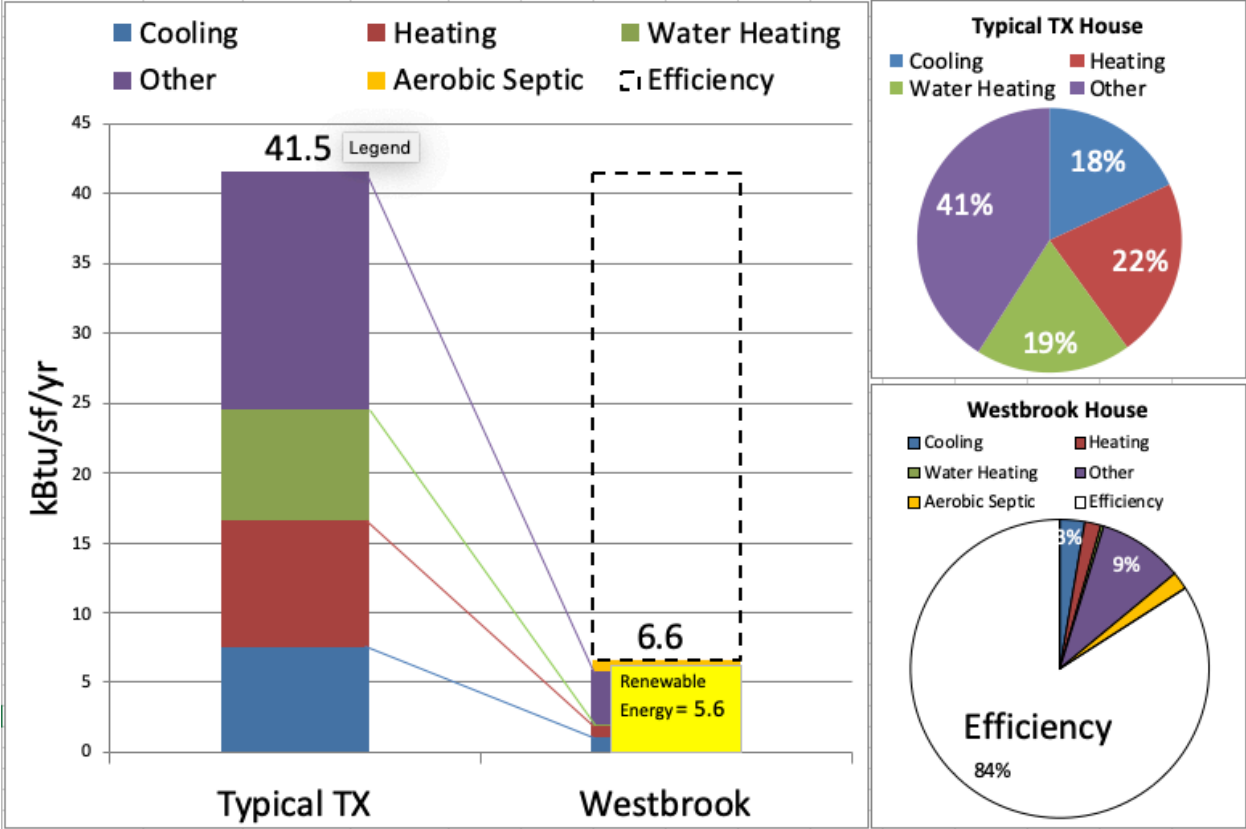 Cooling Heating Water Heating
Other Aerobic Septic Efficiency
45
41.5 Legend
40
35
30
25
20
15
10
5
0
kBtu/sf/yr
6.6
Renewable
Energy = 5.6
Typical TX Westbrook
Typical TX House
Cooling Heating
Water Heating Other
18%
41%
22%
19%
Westbrook House
Cooling Heating
Water Heating Other
Aerobic Septic Efficiency
3%
9%
Efficiency
84%